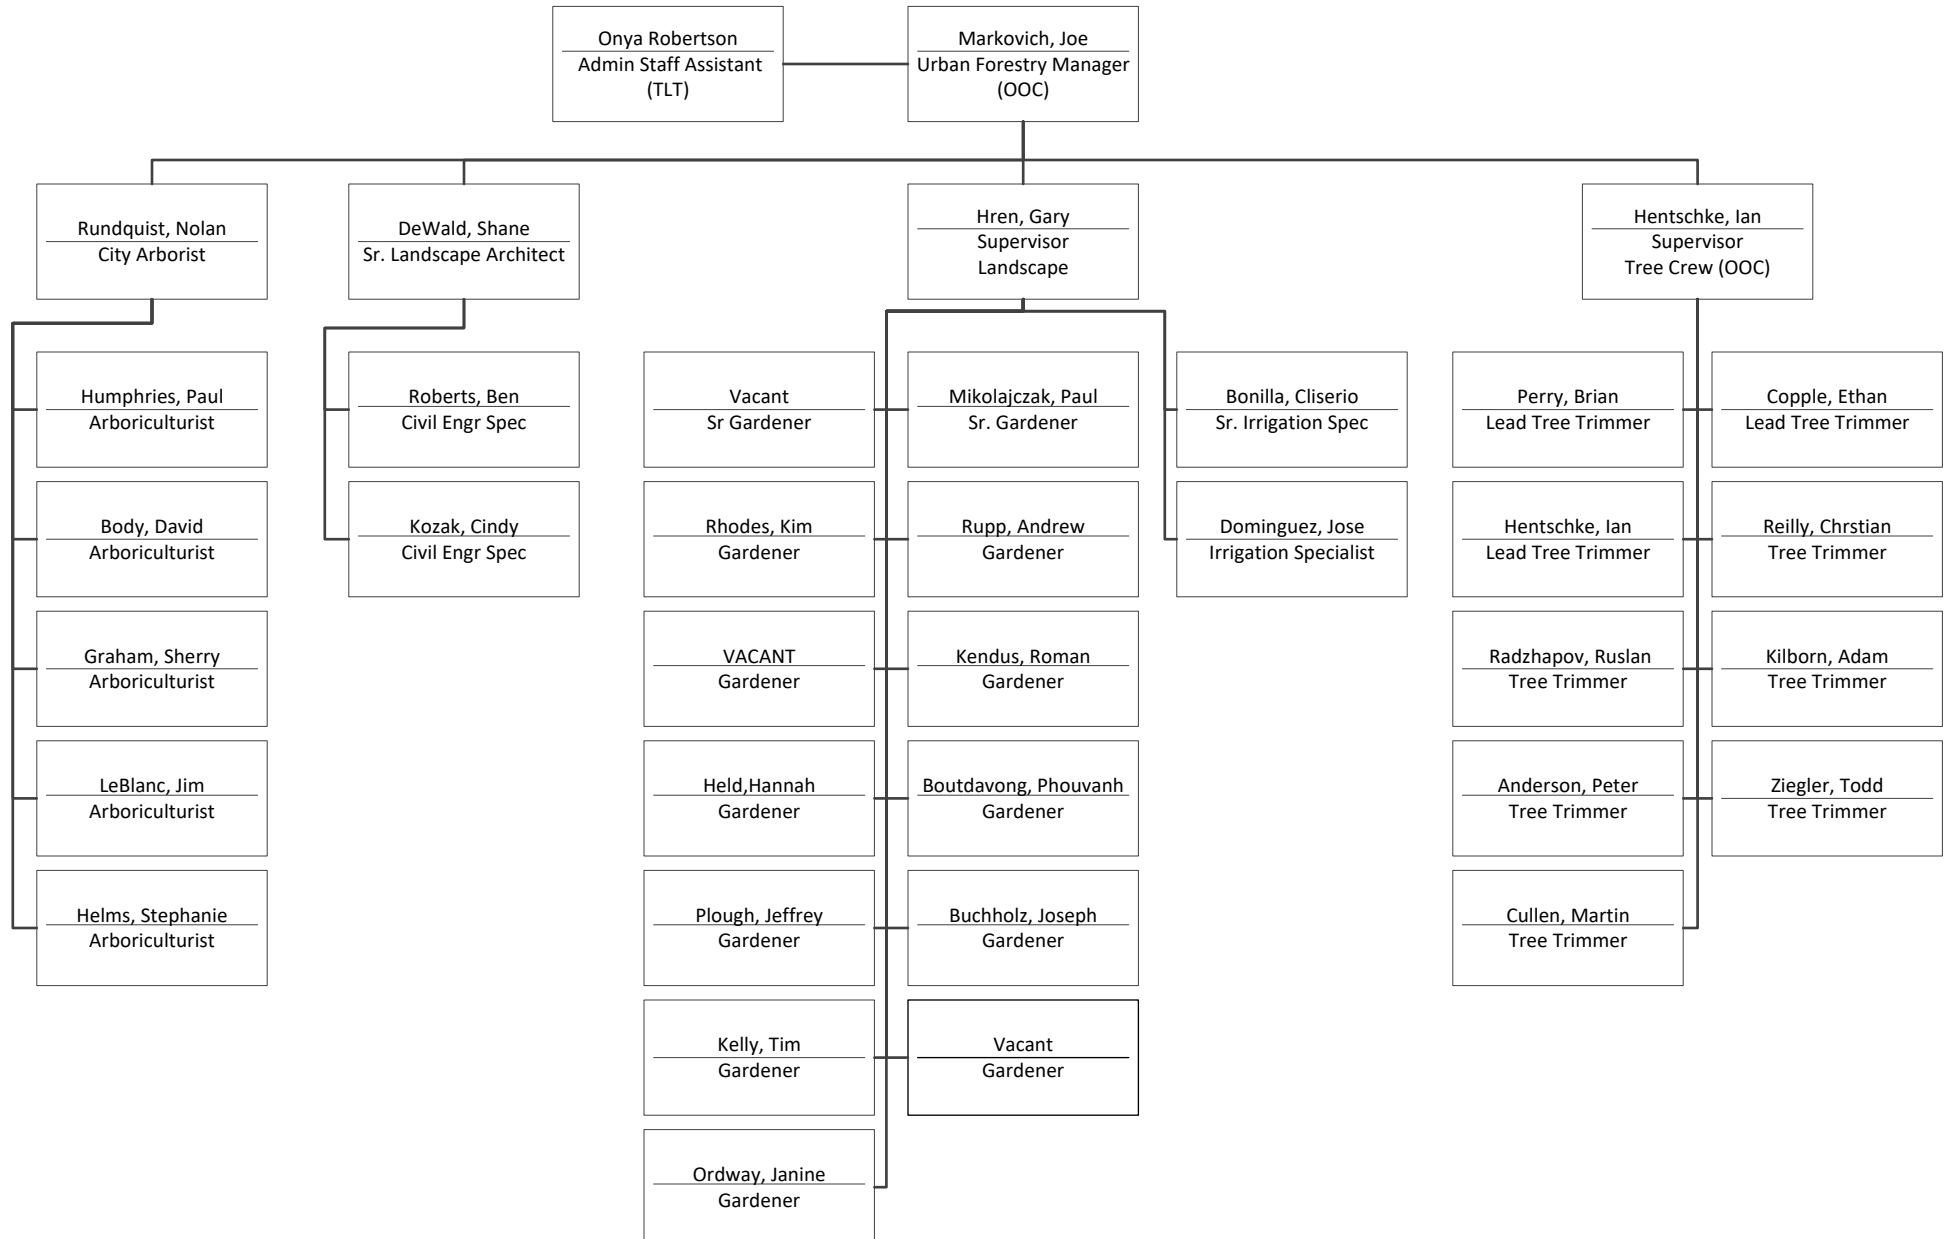 Onya Robertson
Admin Staff Assistant
(TLT)
Markovich, Joe
Urban Forestry Manager
(OOC)
Rundquist, Nolan
City Arborist
DeWald, Shane
Sr. Landscape Architect
Hren, Gary
Supervisor
Landscape
Hentschke, Ian
Supervisor
Tree Crew (OOC)
Humphries, Paul
Arboriculturist
Body, David
Arboriculturist
Graham, Sherry
Arboriculturist
LeBlanc, Jim
Arboriculturist
Helms, Stephanie
Arboriculturist
Roberts, Ben
Civil Engr Spec
Kozak, Cindy
Civil Engr Spec
Vacant
Sr Gardener
Mikolajczak, Paul
Sr. Gardener
Rhodes, Kim
Gardener
Rupp, Andrew
Gardener
VACANT
Gardener
Kendus, Roman
Gardener
Held,Hannah
Gardener
Boutdavong, Phouvanh
Gardener
Plough, Jeffrey
Gardener
Buchholz, Joseph
Gardener
Kelly, Tim
Gardener
Vacant
Gardener
Ordway, Janine
Gardener
Bonilla, Cliserio
Sr. Irrigation Spec
Dominguez, Jose
Irrigation Specialist
Perry, Brian
Lead Tree Trimmer
Copple, Ethan
Lead Tree Trimmer
Hentschke, Ian
Lead Tree Trimmer
Reilly, Chrstian
Tree Trimmer
Radzhapov, Ruslan
Tree Trimmer
Kilborn, Adam
Tree Trimmer
Anderson, Peter
Tree Trimmer
Ziegler, Todd
Tree Trimmer
Cullen, Martin
Tree Trimmer